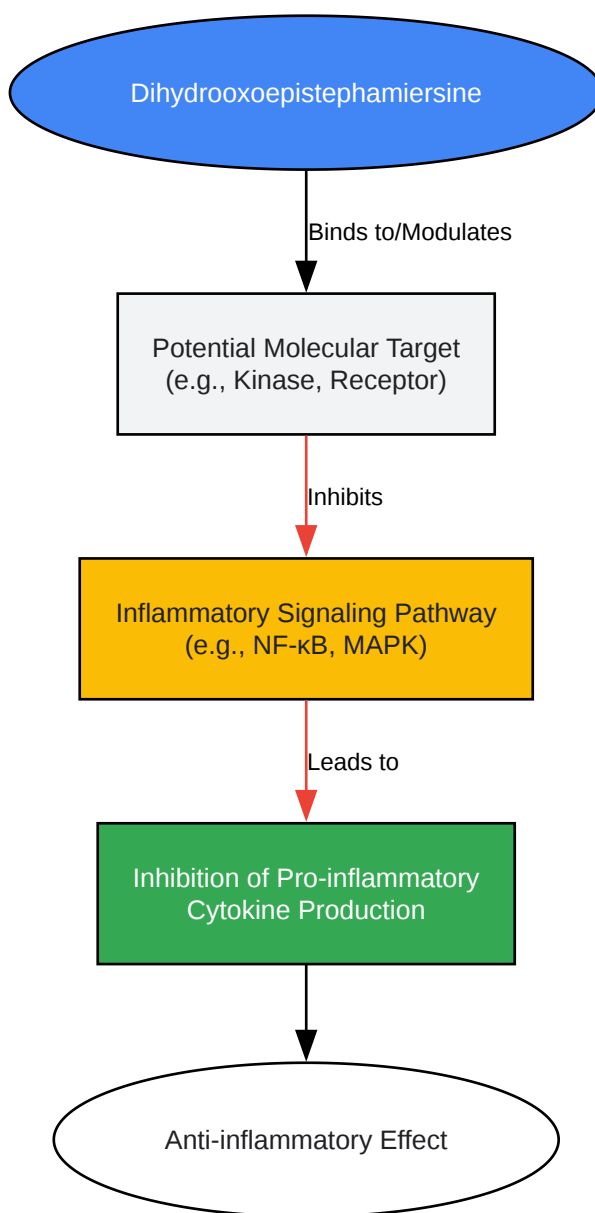 Dihydrooxoepistephamiersine
Binds to/Modulates
Potential Molecular Target
(e.g., Kinase, Receptor)
Inhibits
Inflammatory Signaling Pathway
(e.g., NF-κB, MAPK)
Leads to
Inhibition of Pro-inflammatory
Cytokine Production
Anti-inflammatory Effect